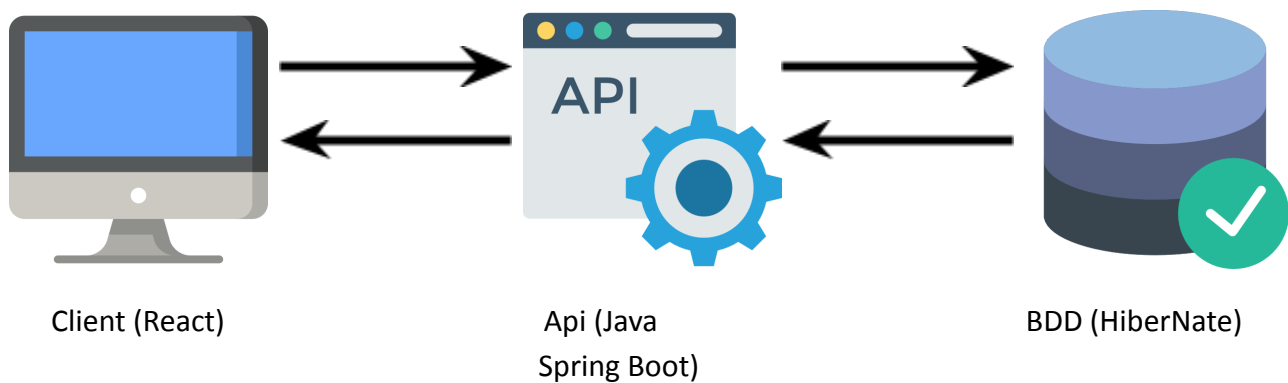 API
Client (React)
Api (Java
Spring Boot)
BDD (HiberNate)